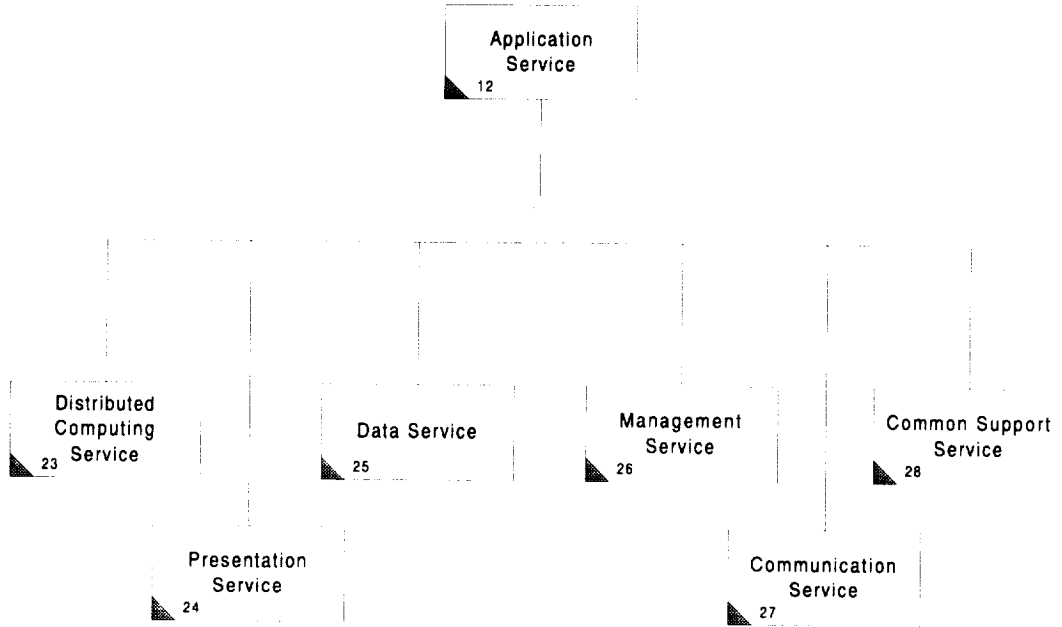 Application
Service
12
Distributed
Computing
Service
23
Data Service
25
Management
Service
26
Common Support
Service
28
Presentation
Service
24
Communication
Service
27